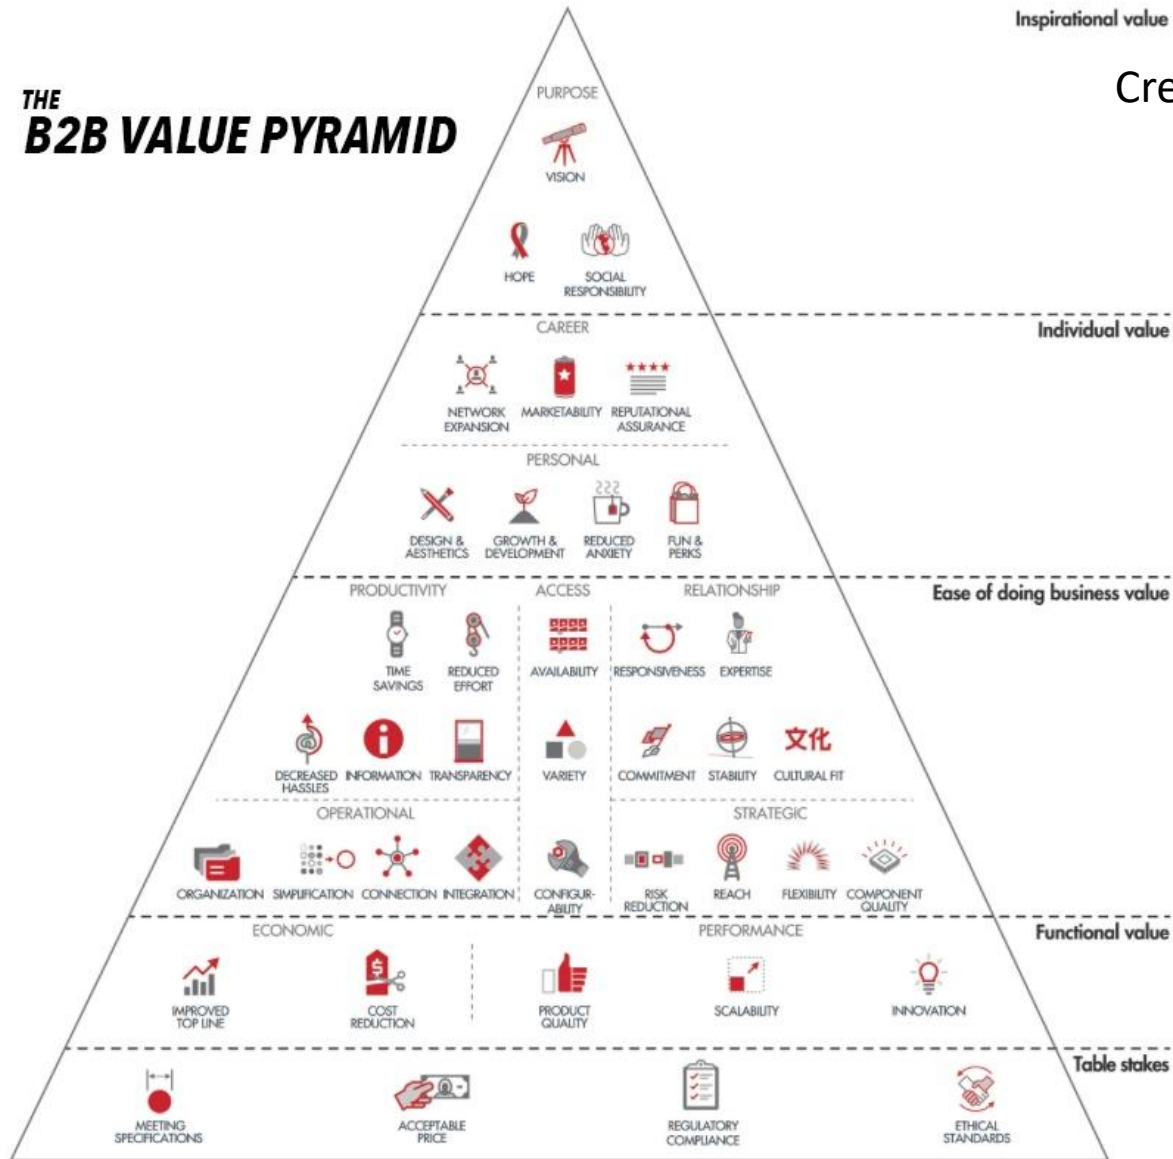 Inspirational value
Cre
THE
B2B VALUE PYRAMID
PURPOSE
VISION
HOPE
SOCIAL
RESPONSIBILITY
Individual value
CAREER
NETWORK
EXPANSION
MARKETABILITY
REPUTATIONAL
ASSURANCE
PERSONAL
DESIGN &
AESTHETICS
GROWTH &
DEVELOPMENT
REDUCED
ANXIETY
FUN &
PERKS
Ease of doing business value
PRODUCTIVITY
ACCESS
RELATIONSHIP
TIME
SAVINGS
REDUCED
EFFORT
AVAILABILITY
RESPONSIVENESS
EXPERTISE
DECREASED
HASSLES
INFORMATION
TRANSPARENCY
VARIETY
COMMITMENT
STABILITY
文化
CULTURAL FIT
OPERATIONAL
STRATEGIC
ORGANIZATION
SIMPLIFICATION
CONNECTION
INTEGRATION
CONFIGUR-
ABILITY
RISK
REDUCTION
REACH
FLEXIBILITY
COMPONENT
QUALITY
Functional value
ECONOMIC
PERFORMANCE
IMPROVED
TOP LINE
$
COST
REDUCTION
PRODUCT
QUALITY
SCALABILITY
INNOVATION
Table stakes
MEETING
SPECIFICATIONS
ACCEPTABLE
PRICE
REGULATORY
COMPLIANCE
ETHICAL
STANDARDS